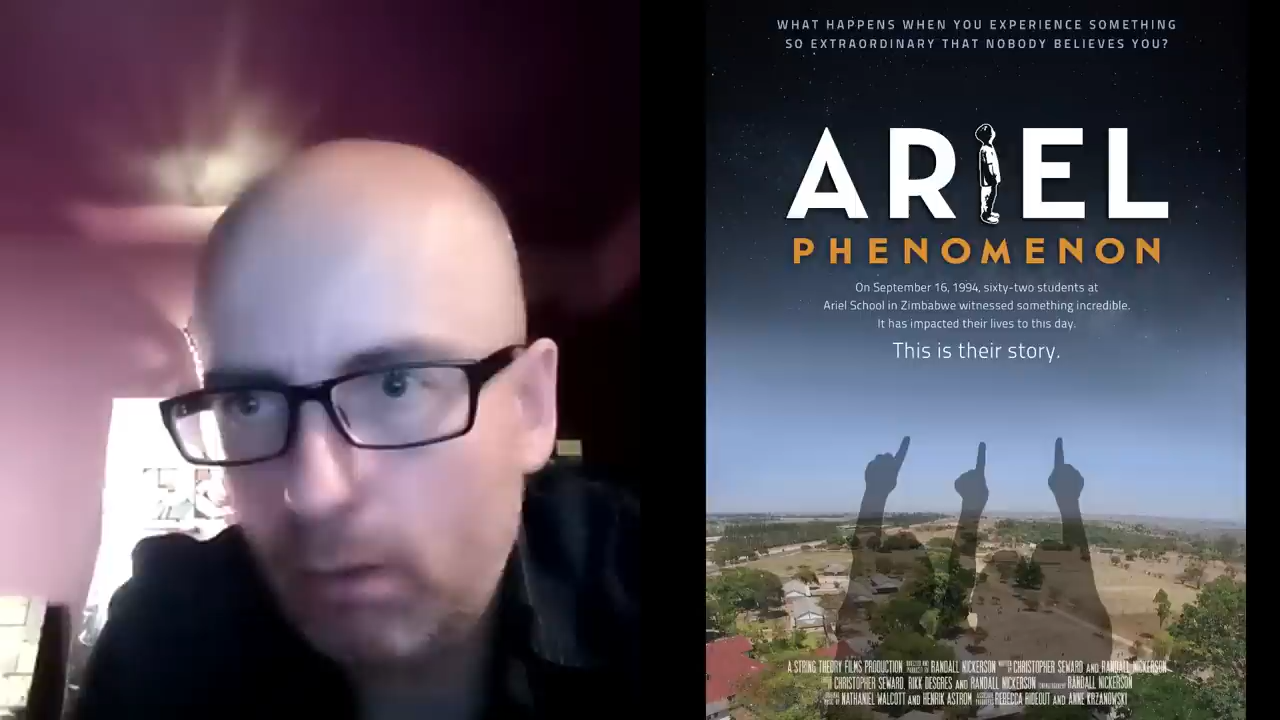 WHAT HAPPENS WHEN YOU EXPERIENCE SOMETHING
SO EXTRAORDINARY THAT NOBODY BELIEVES YOU?
ARIEL
PHENOMENON
On September 16, 1994, sixty-two students at
Ariel School in Zimbabwe witnessed something incredible.
It has impacted their lives to this day.
This is their story.
A STRING THEORY FILMS PRODUCTION RANDALL NICKERSON CHRISTOPHER SEWARD AND RANDALL NICKERSON
CHRISTOPHER SEWARD, RIKK DESGRES AND RANDALL NICKERSON RANDALL NICKERSON
NATHANIEL WALCOTT AND HENRIK ASTROM REBECCA HIDEOUT AND ANNE KRZANOWSKI